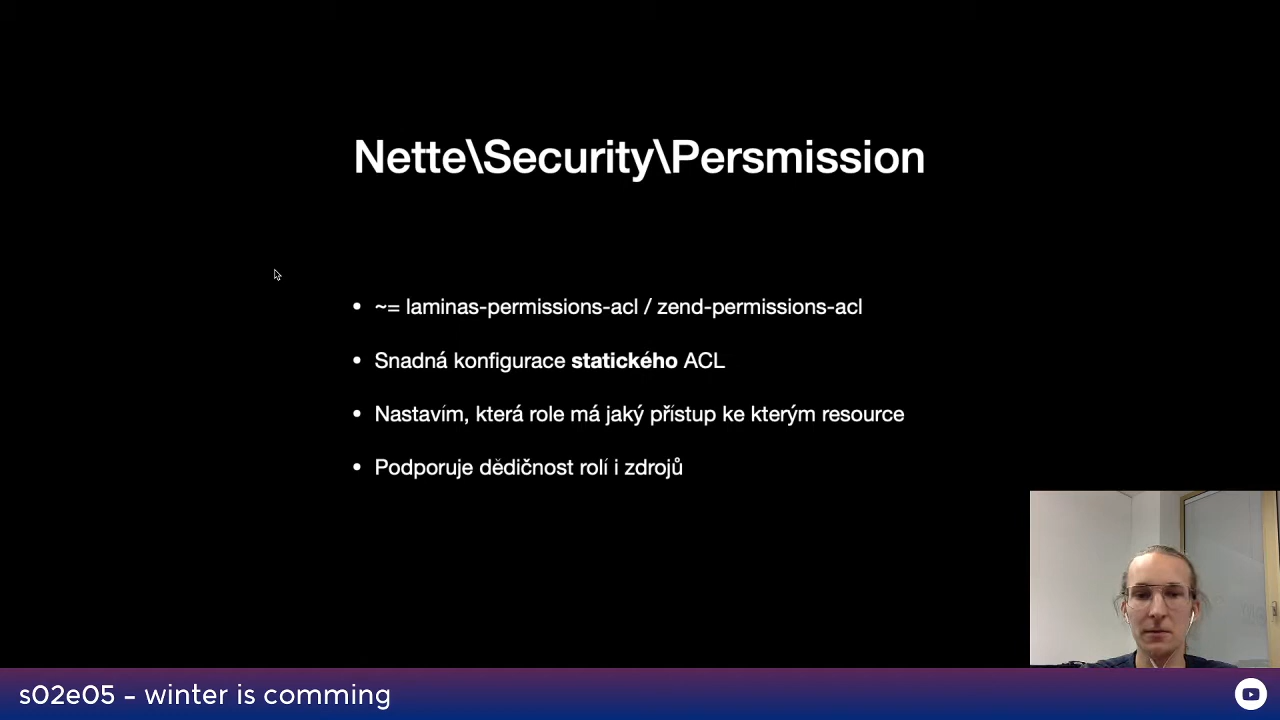 Nette\Security\Persmission
• ~= laminas-permissions-acl / zend-permissions-acl
• Snadná konfigurace statického ACL
• Nastavím, která role má jaký přístup ke kterým resource
• Podporuje dědičnost rolí i zdrojů
s02e05 - winter is comming